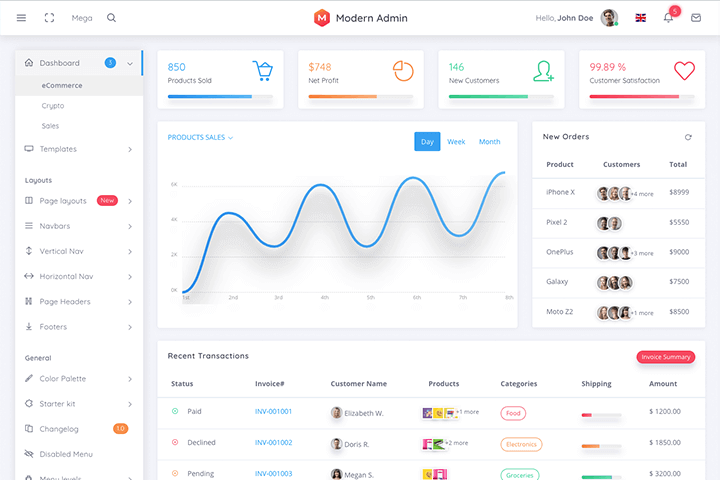 Mega
M Modern Admin
Hello, John Doe
5
Dashboard 3
eCommerce
Crypto
Sales
Templates
Layouts
Page layouts New
Navbars
Vertical Nav
Horizontal Nav
Page Headers
Footers
General
Color Palette
Starter kit
Changelog 1.0
Disabled Menu
Menu levels
850
Products Sold
$748
Net Profit
146
New Customers
99.89 %
Customer Satisfaction
PRODUCTS SALES
Day Week Month
6K
4K
2K
0K
1st 2nd 3rd 4th 5th 6th 7th 8th
New Orders
Product Customers Total
iPhone X +4 more $8999
Pixel 2 $5550
OnePlus +3 more $9000
Galaxy $7500
Moto Z2 +1 more $8500
Recent Transactions
Invoice Summary
Status Invoice# Customer Name Products Categories Shipping Amount
Paid INV-001001 Elizabeth W. +1 more Food $ 1200.00
Declined INV-001002 Doris R. +2 more Electronics $ 1850.00
Pending INV-001003 Megan S. Groceries $ 3200.00